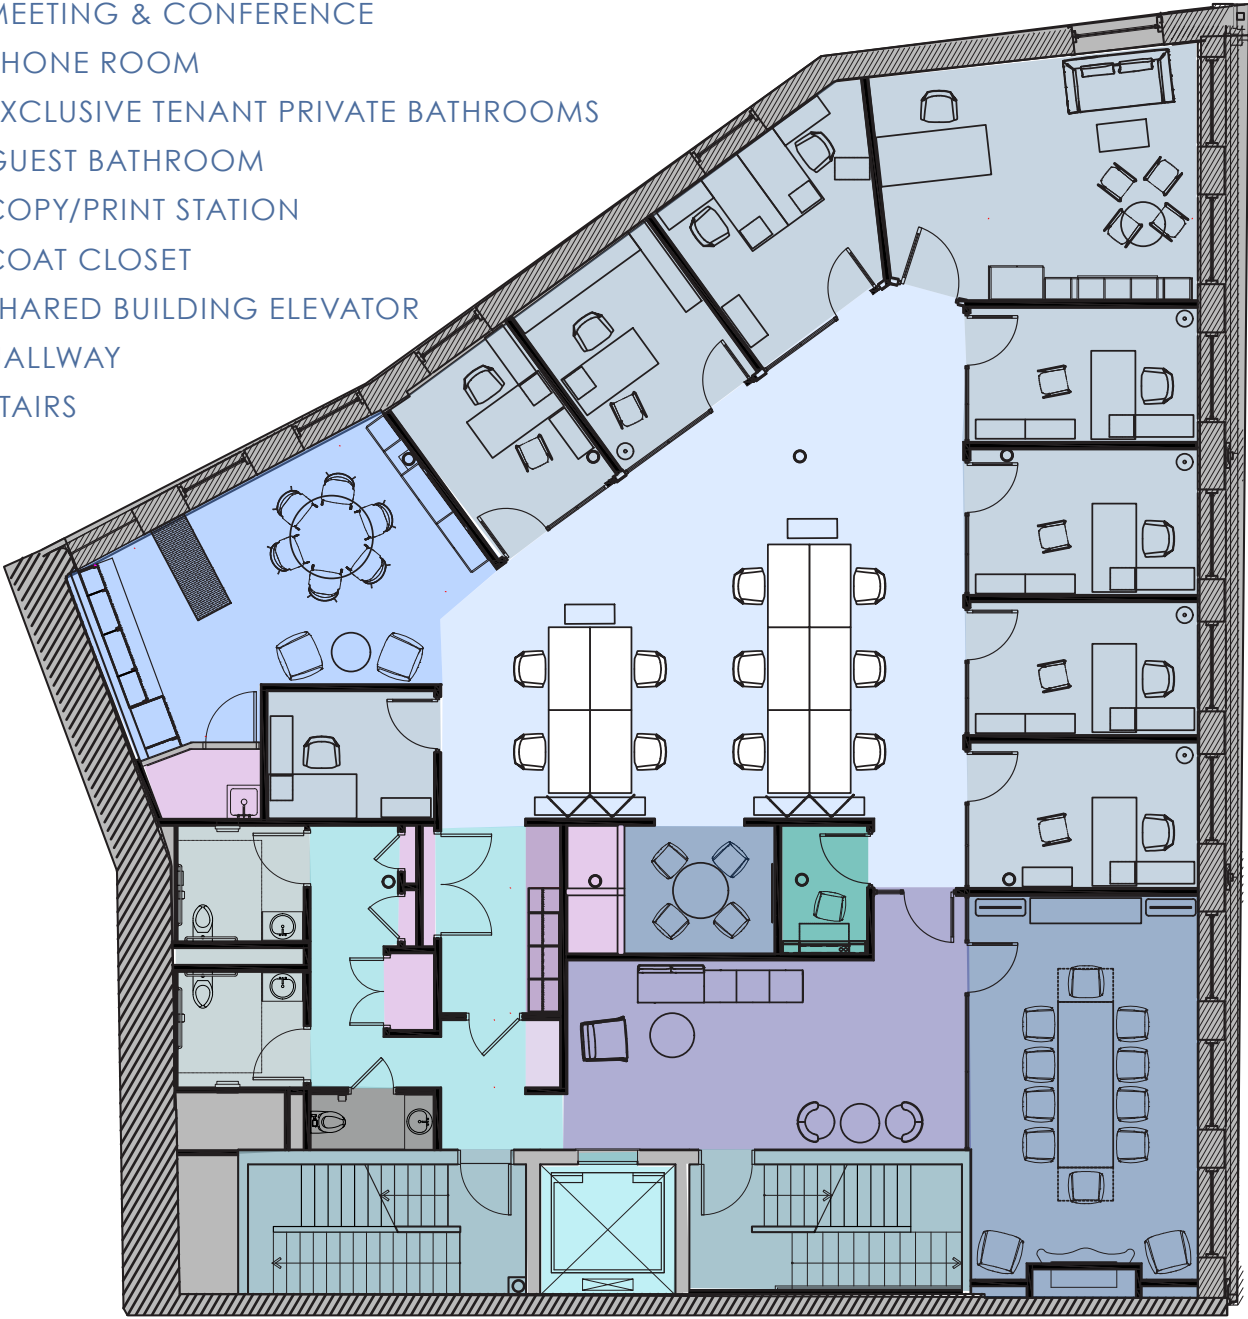 MEETING & CONFERENCE
HONE ROOM
XCLUSIVE TENANT PRIVATE BATHROOMS
GUEST BATHROOM
COPY/PRINT STATION
COAT CLOSET
HARED BUILDING ELEVATOR
ALLWAY
TAIRS